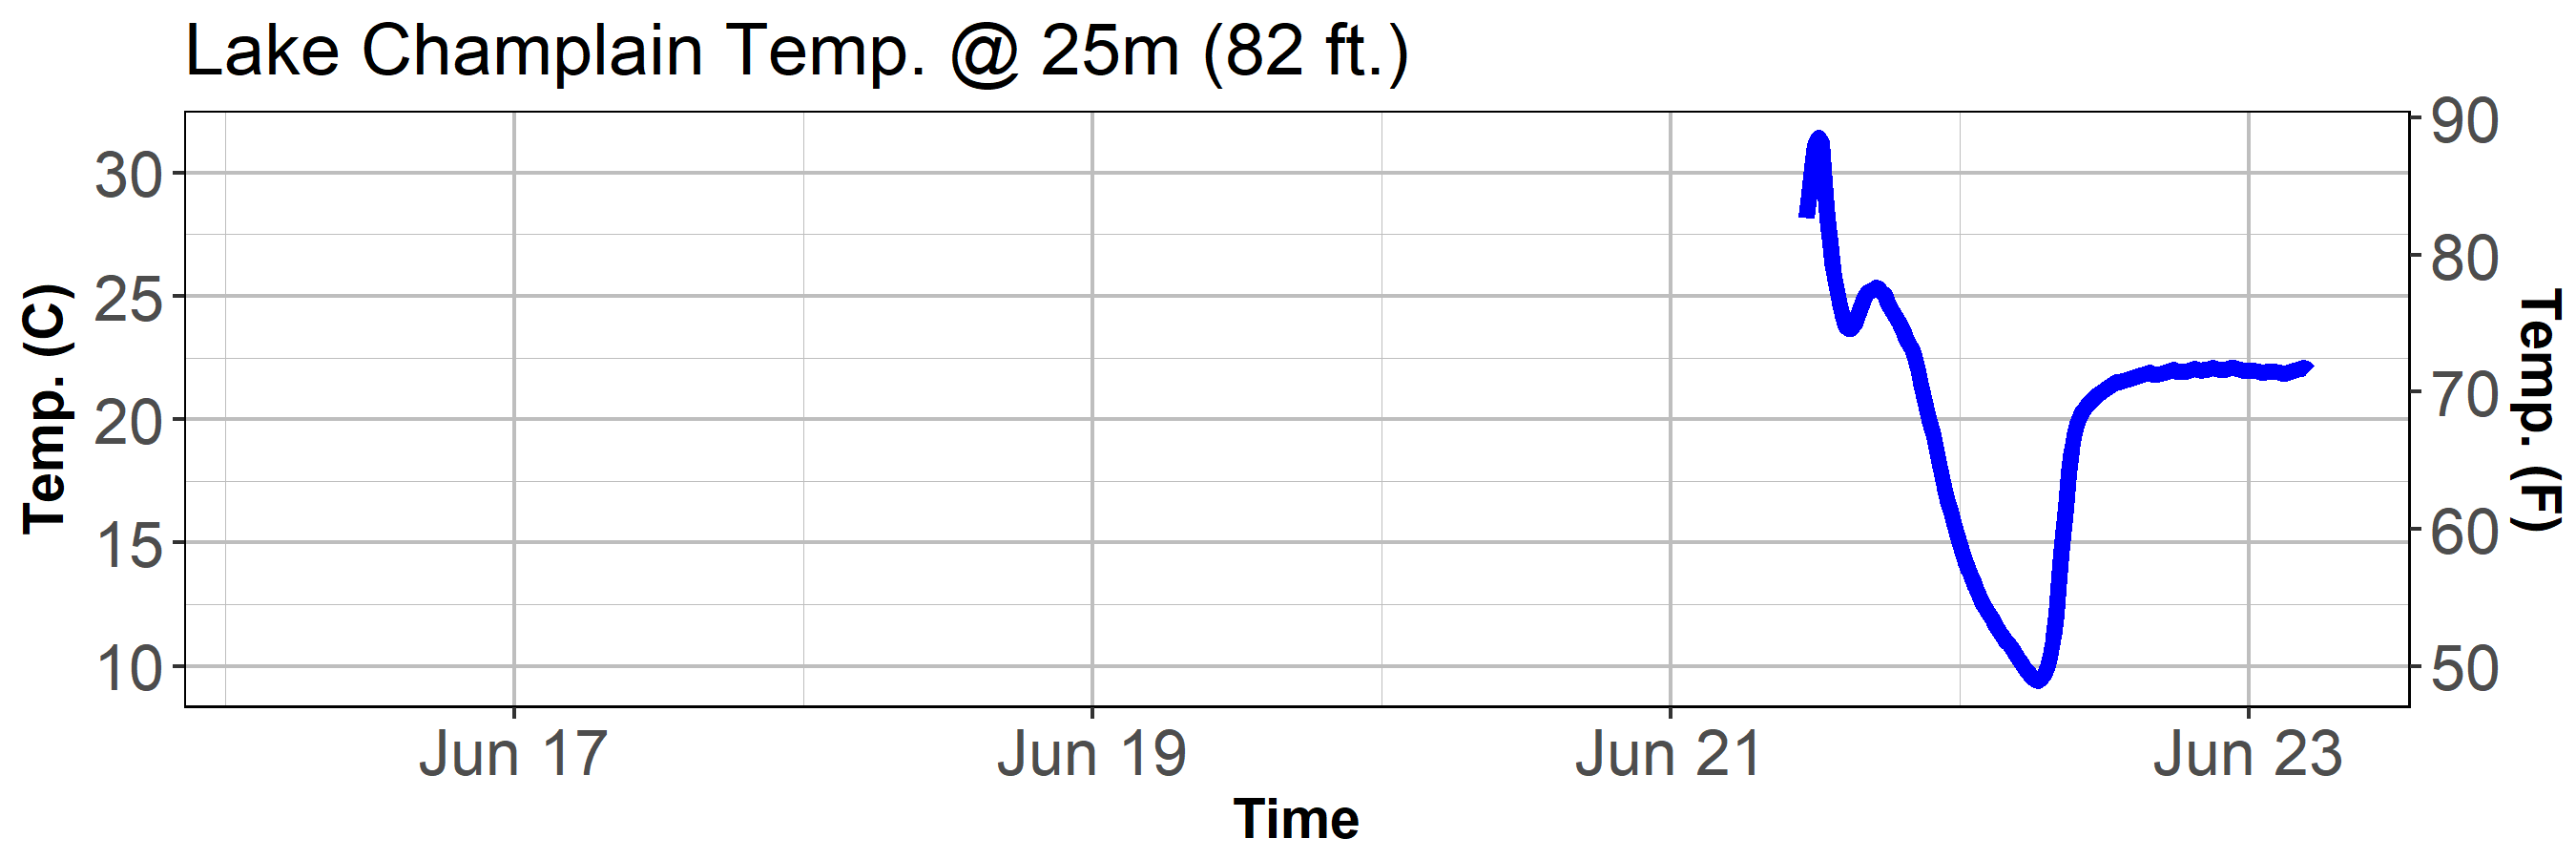 Lake Champlain Temp. @ 25m (82 ft.)
Temp. (C)
30
25
20
15
10
90
80
70
60
50
Temp. (F)
Jun 17 Jun 19 Jun 21 Jun 23
Time